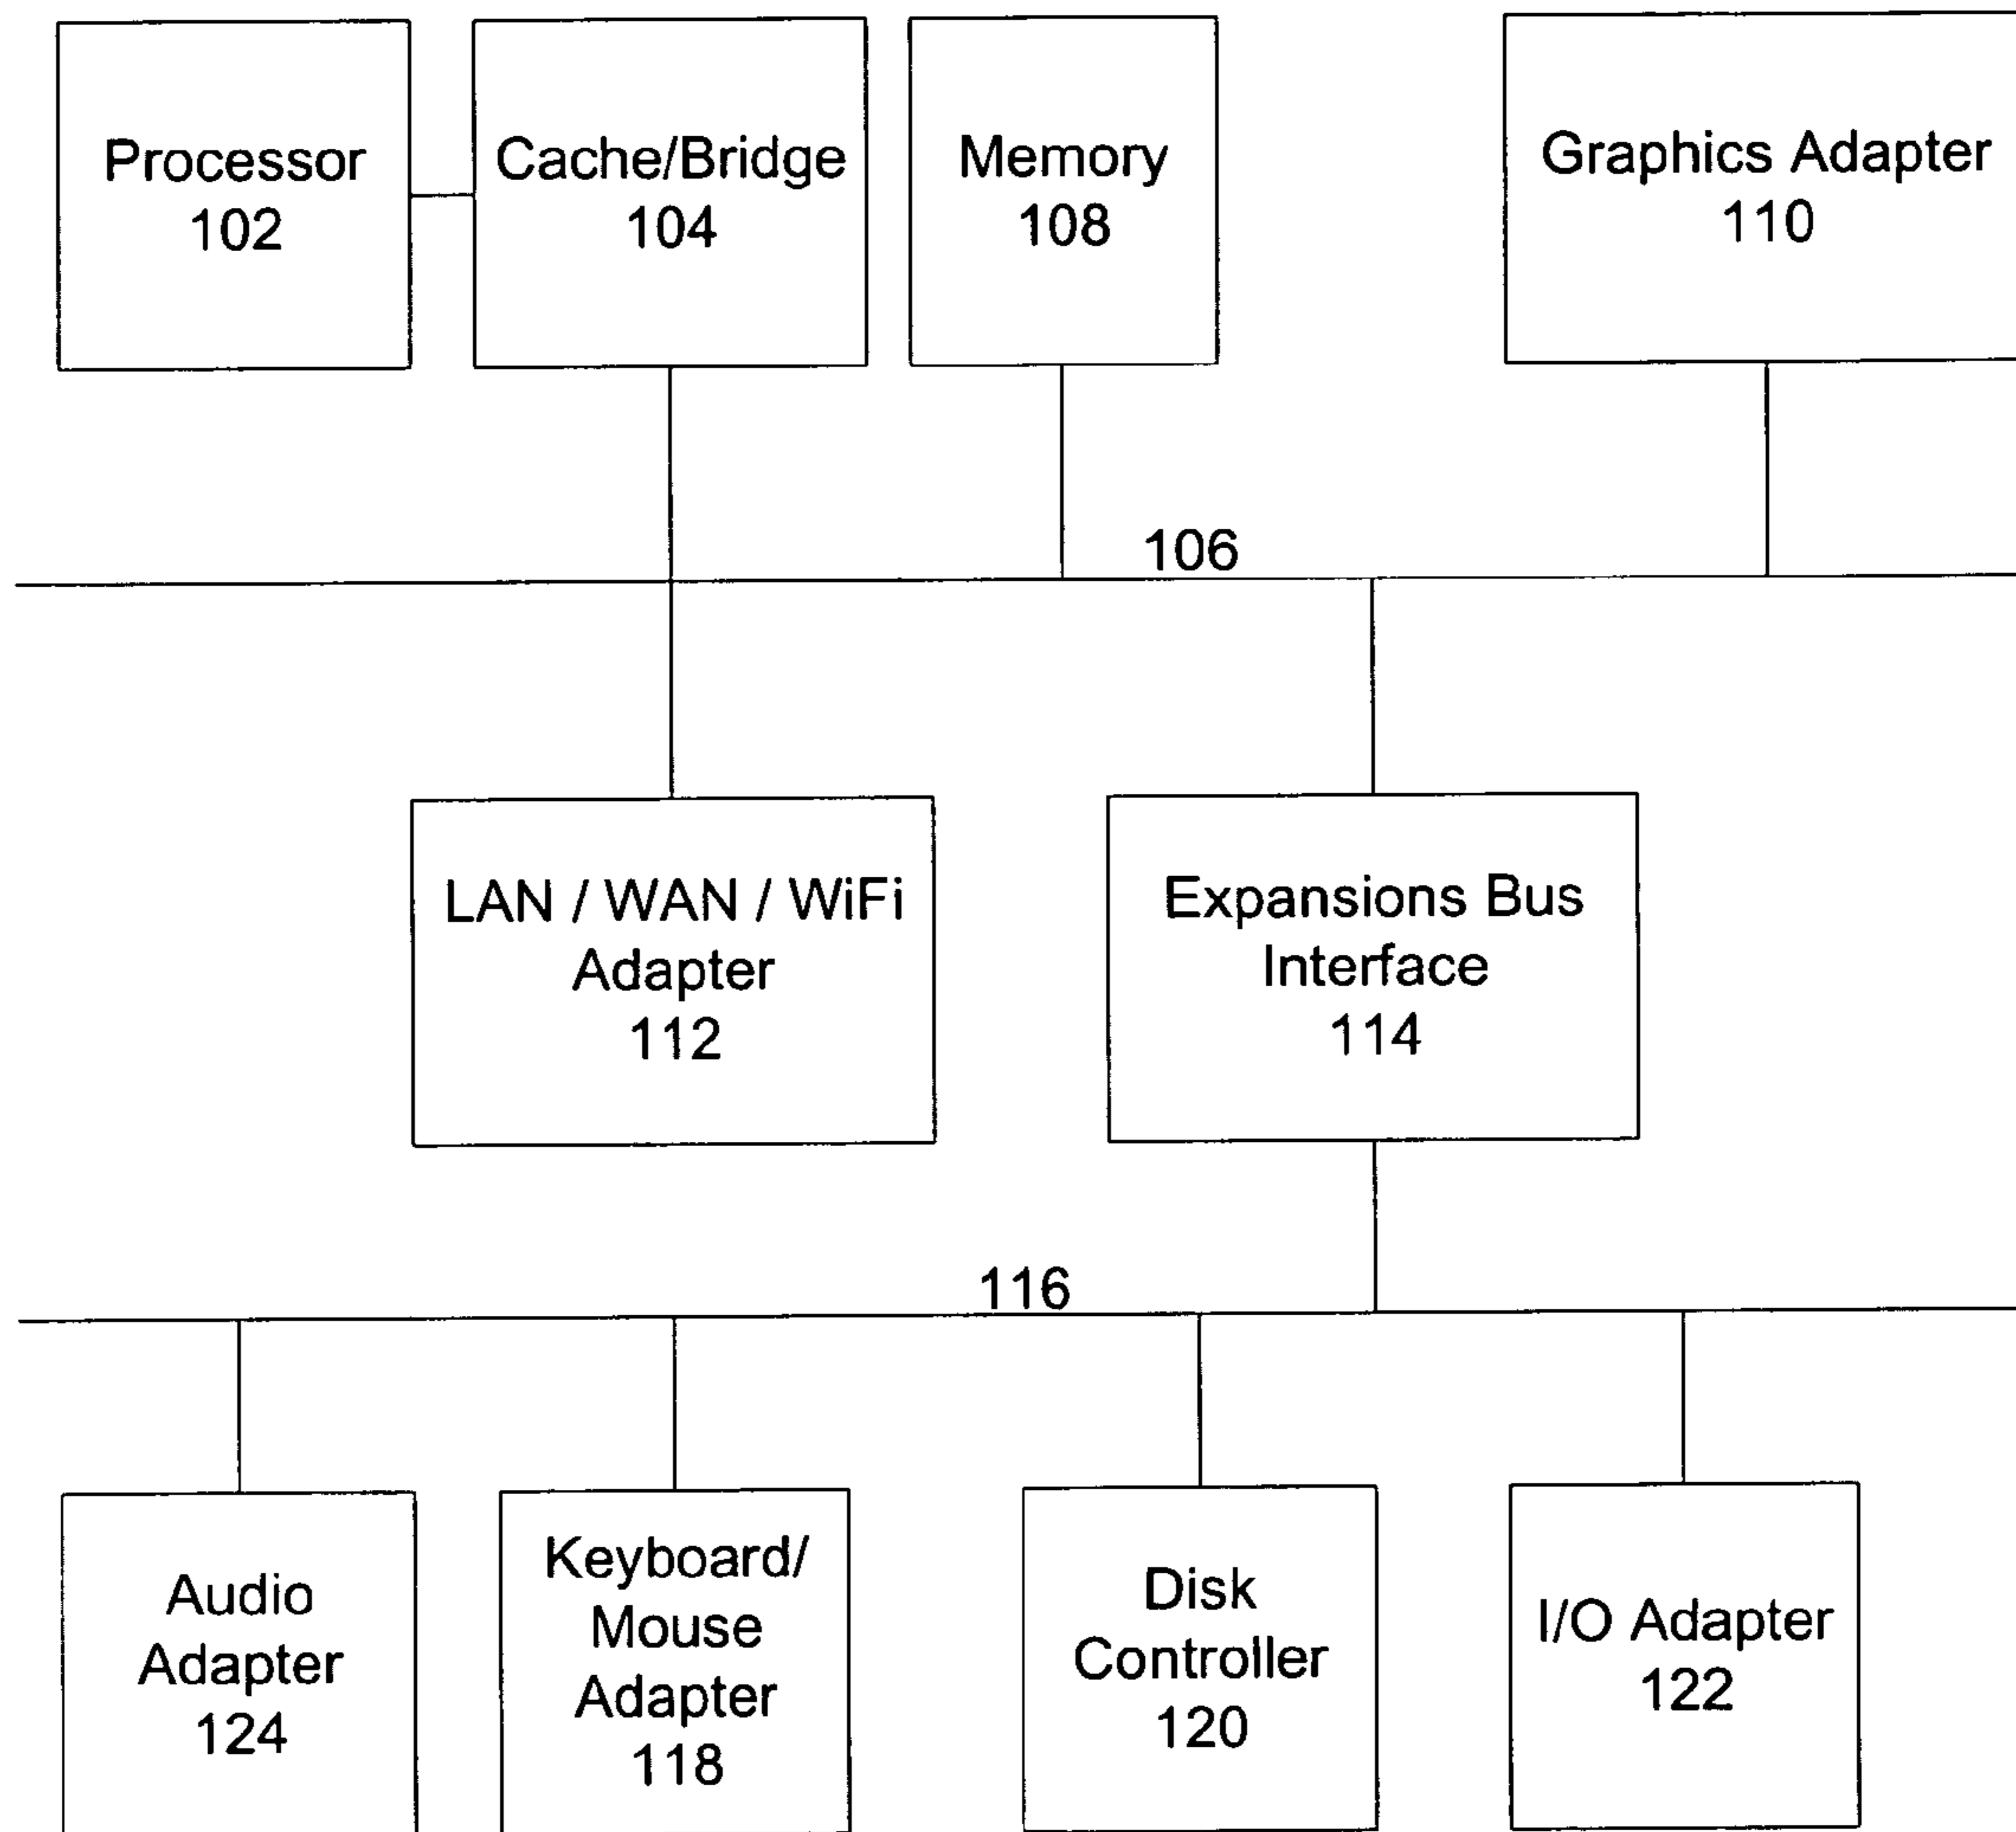 Processor
102
Cache/Bridge
104
Memory
108
Graphics Adapter
110
106
LAN / WAN / WiFi
Adapter
112
Expansions Bus
Interface
114
116
Audio
Adapter
124
Keyboard/
Mouse
Adapter
118
Disk
Controller
120
I/O Adapter
122